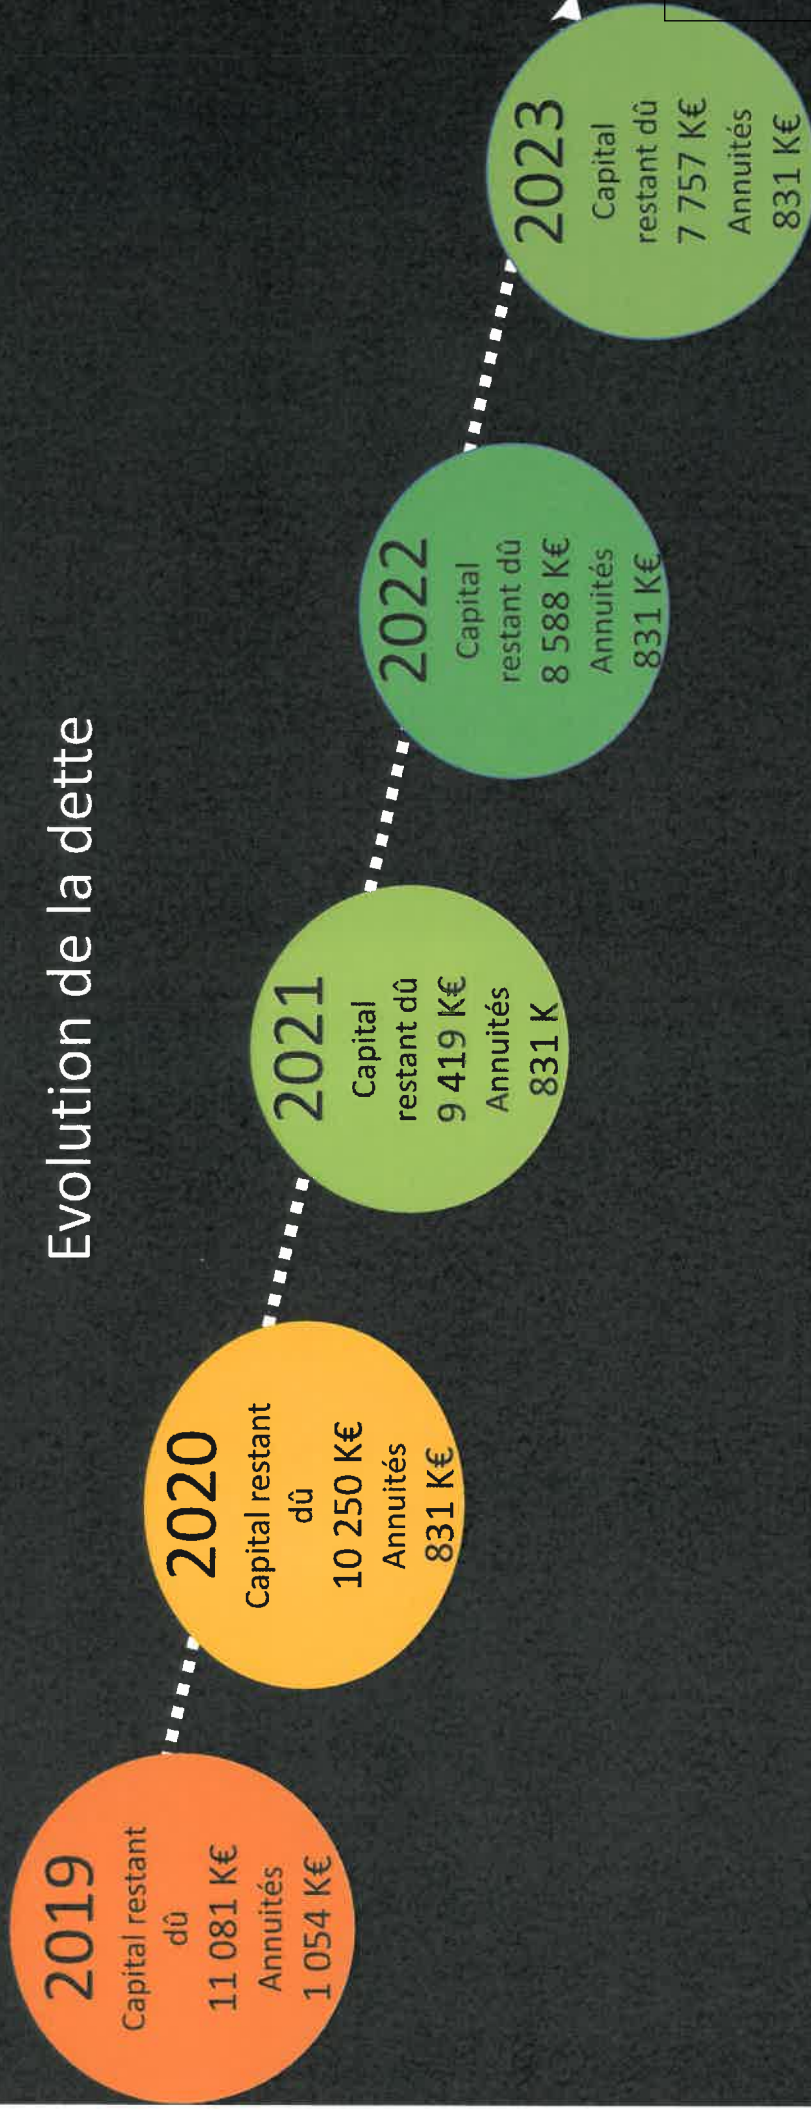 Evolution de la dette
2019
Capital restant
dû
11 081 K€
Annuités
1 054 K€
2020
Capital restant
dû
10 250 K€
Annuités
831 K€
2021
Capital
restant dû
9 419 K€
Annuités
831 K
2022
Capital
restant dû
8 588 K€
Annuités
831 K€
2023
Capital
restant dû
7 757 K€
Annuités
831 K€